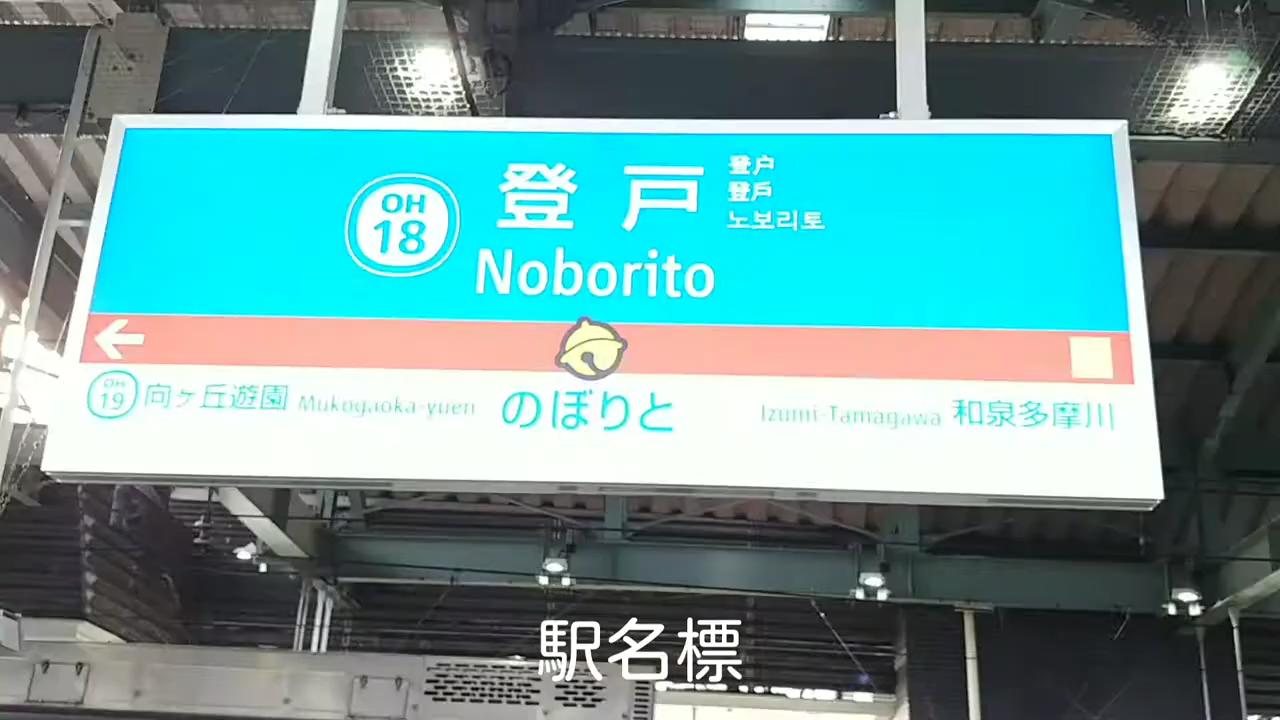 OH
18
登戸
登户
登戶
노보리토
Noborito
OH
19
向ヶ丘遊園 Mukogaoka-yuen
のぼりと
Izumi-Tamagawa 和泉多摩川
駅名標